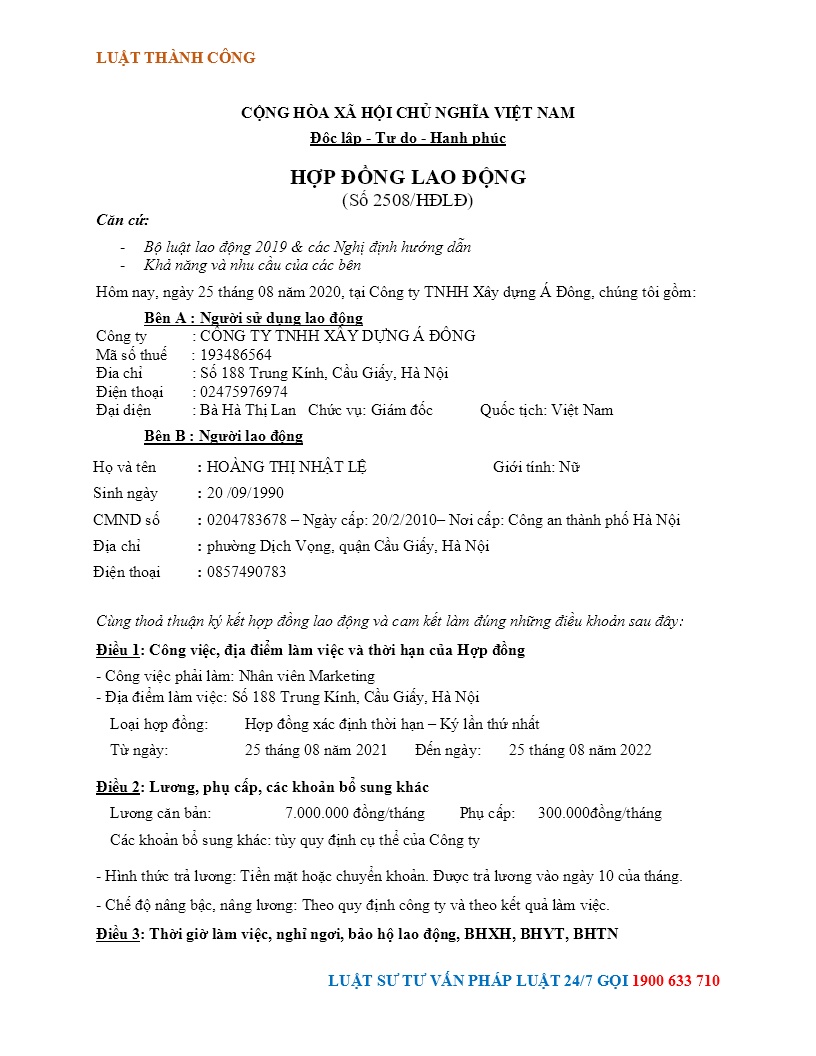 LUẬT THÀNH CÔNG
CỘNG HÒA XÃ HỘI CHỦ NGHĨA VIỆT NAM
Độc lập - Tự do - Hạnh phúc
HỢP ĐỒNG LAO ĐỘNG
(Số 2508/HĐLĐ)
Căn cứ:
- Bộ luật lao động 2019 & các Nghị định hướng dẫn
- Khả năng và nhu cầu của các bên
Hôm nay, ngày 25 tháng 08 năm 2020, tại Công ty TNHH Xây dựng Á Đông, chúng tôi gồm:
Bên A : Người sử dụng lao động
Công ty : CÔNG TY TNHH XÂY DỰNG Á ĐÔNG
Mã số thuế : 193486564
Địa chỉ : Số 188 Trung Kính, Cầu Giấy, Hà Nội
Điện thoại : 02475976974
Đại diện : Bà Hà Thị Lan Chức vụ: Giám đốc Quốc tịch: Việt Nam
Bên B : Người lao động
Họ và tên : HOÀNG THỊ NHẬT LỆ Giới tính: Nữ
Sinh ngày : 20 /09/1990
CMND số : 0204783678 – Ngày cấp: 20/2/2010– Nơi cấp: Công an thành phố Hà Nội
Địa chỉ : phường Dịch Vọng, quận Cầu Giấy, Hà Nội
Điện thoại : 0857490783
Cùng thoả thuận ký kết hợp đồng lao động và cam kết làm đúng những điều khoản sau đây:
Điều 1: Công việc, địa điểm làm việc và thời hạn của Hợp đồng
- Công việc phải làm: Nhân viên Marketing
- Địa điểm làm việc: Số 188 Trung Kính, Cầu Giấy, Hà Nội
Loại hợp đồng: Hợp đồng xác định thời hạn – Ký lần thứ nhất
Từ ngày: 25 tháng 08 năm 2021 Đến ngày: 25 tháng 08 năm 2022
Điều 2: Lương, phụ cấp, các khoản bổ sung khác
Lương căn bản: 7.000.000 đồng/tháng Phụ cấp: 300.000đồng/tháng
Các khoản bổ sung khác: tùy quy định cụ thể của Công ty
- Hình thức trả lương: Tiền mặt hoặc chuyển khoản. Được trả lương vào ngày 10 của tháng.
- Chế độ nâng bậc, nâng lương: Theo quy định công ty và theo kết quả làm việc.
Điều 3: Thời giờ làm việc, nghỉ ngơi, bảo hộ lao động, BHXH, BHYT, BHTN
LUẬT SƯ TƯ VẤN PHÁP LUẬT 24/7 GỌI 1900 633 710